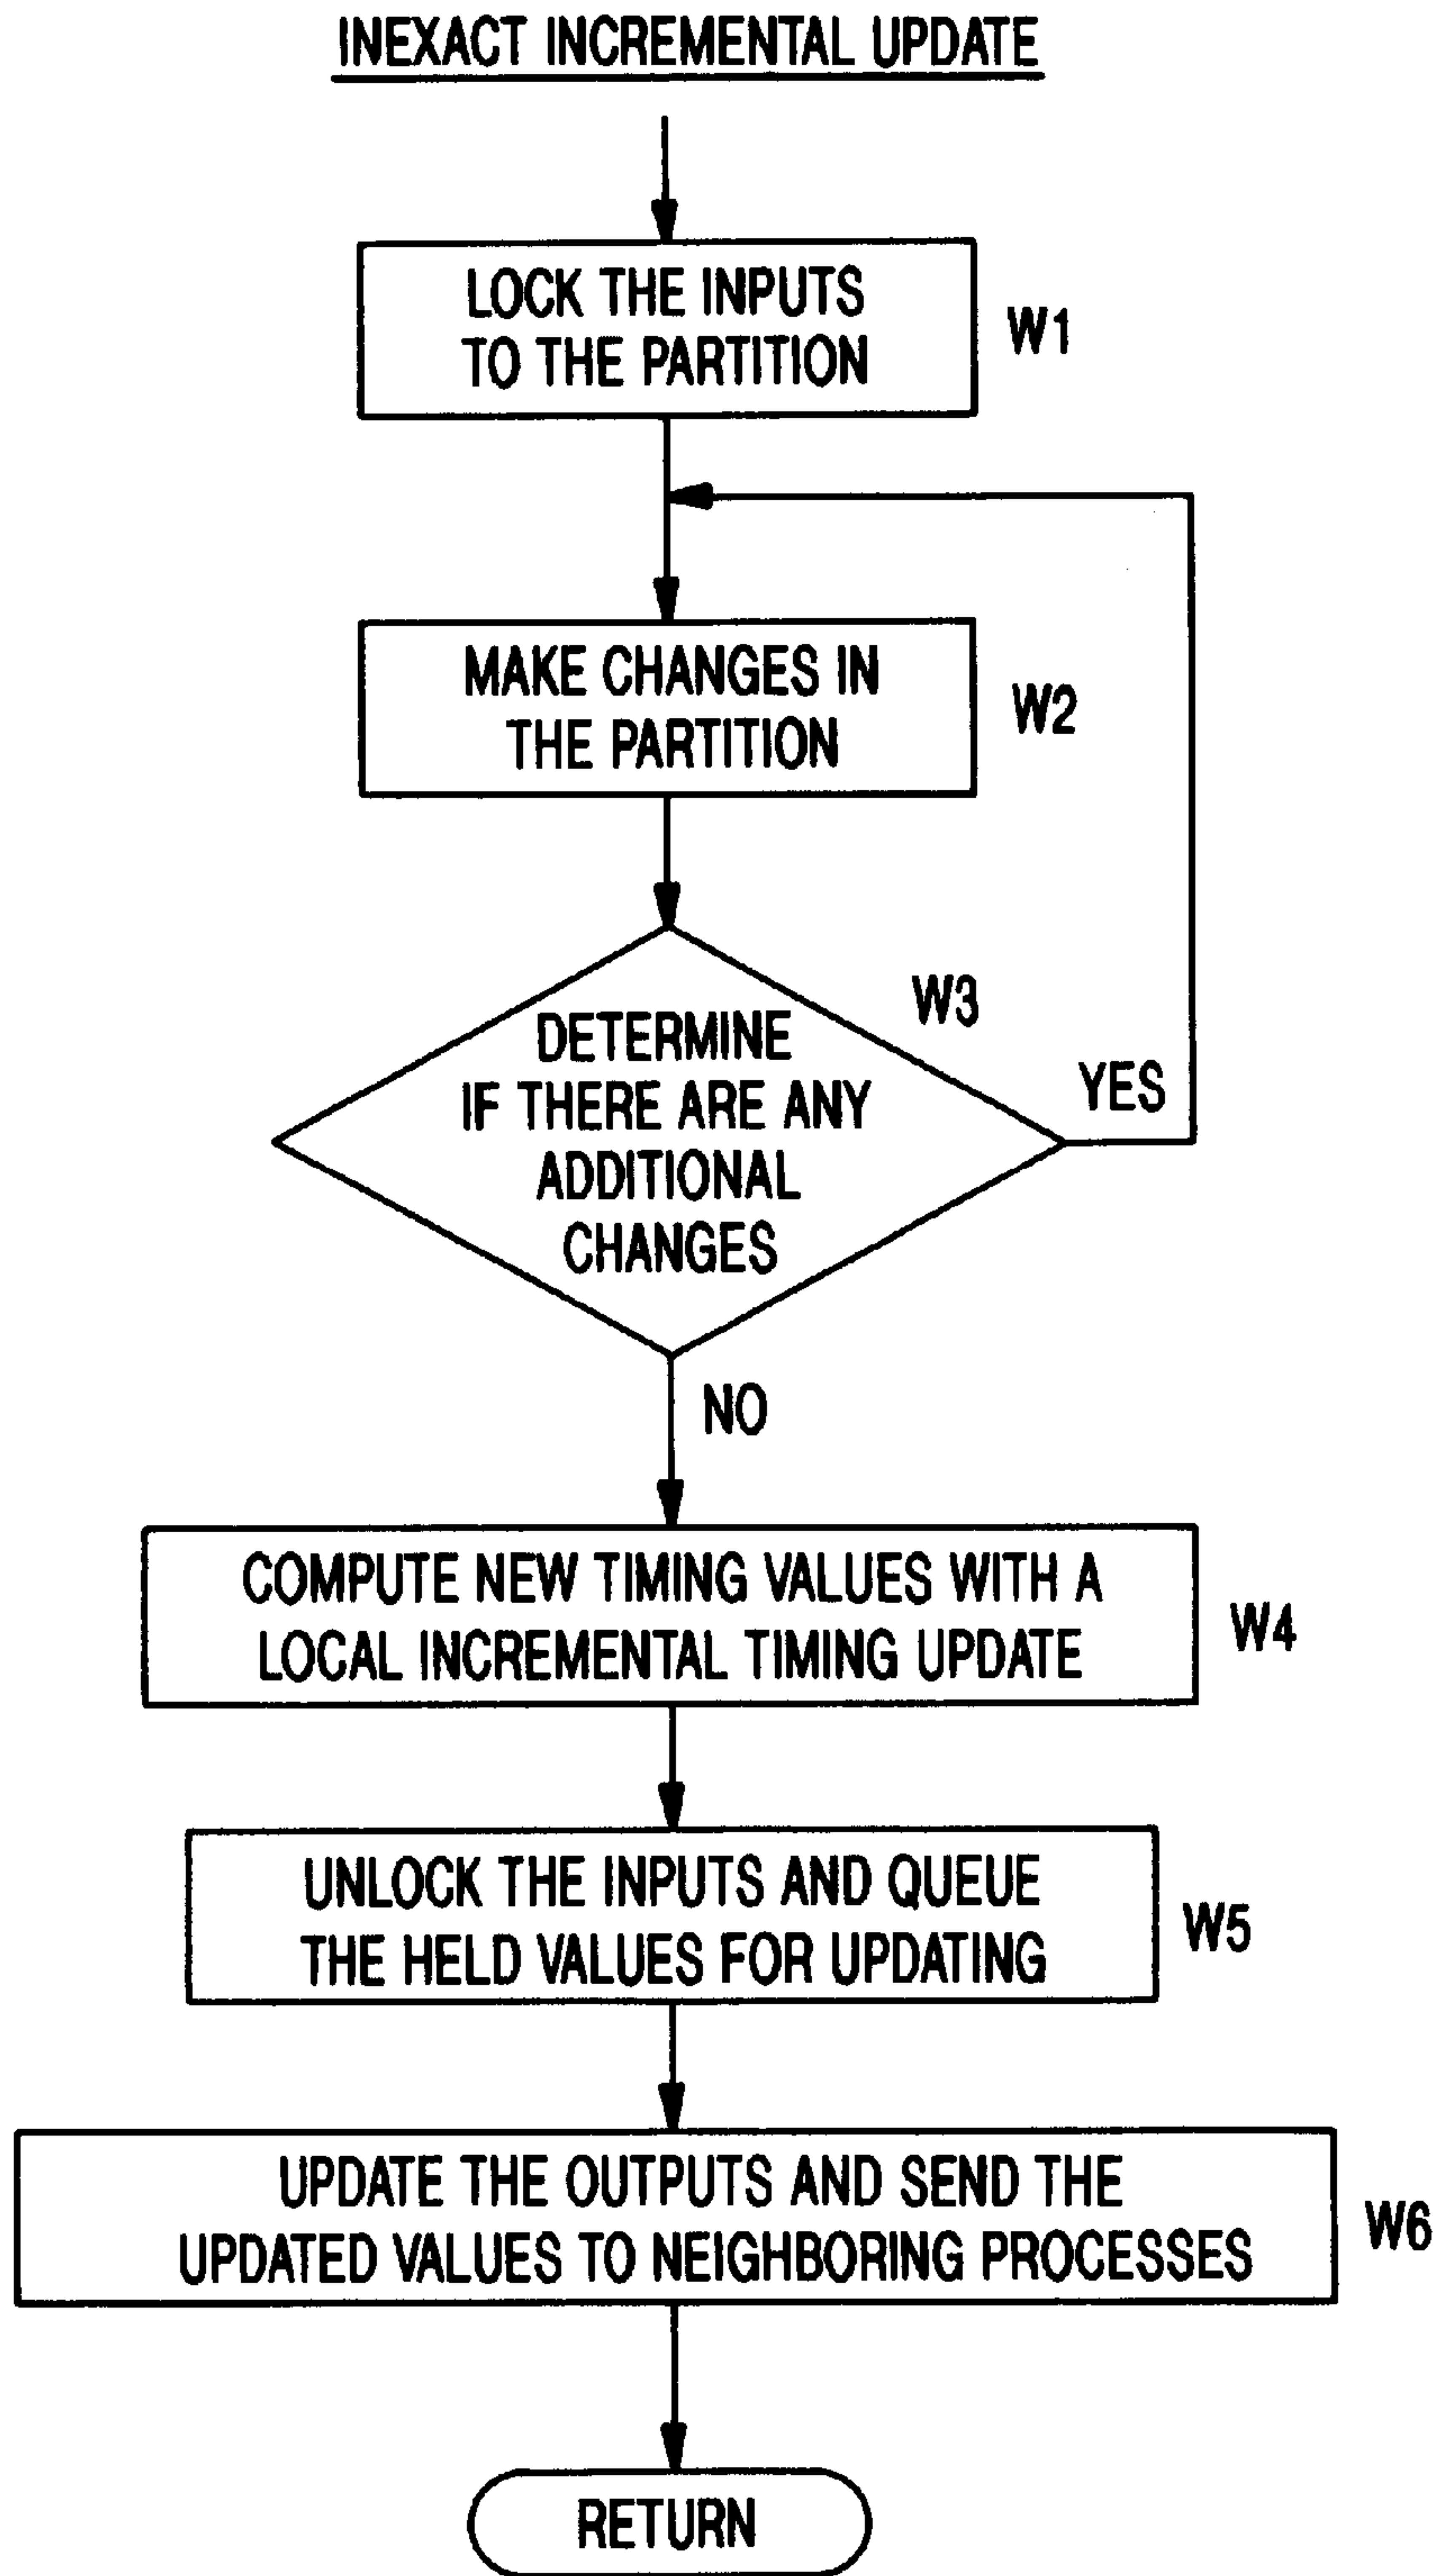 INEXACT INCREMENTAL UPDATE
LOCK THE INPUTS
TO THE PARTITION
W1
MAKE CHANGES IN
THE PARTITION
W2
W3
DETERMINE
IF THERE ARE ANY
ADDITIONAL
CHANGES
YES
NO
COMPUTE NEW TIMING VALUES WITH A
LOCAL INCREMENTAL TIMING UPDATE
W4
UNLOCK THE INPUTS AND QUEUE
THE HELD VALUES FOR UPDATING
W5
UPDATE THE OUTPUTS AND SEND THE
UPDATED VALUES TO NEIGHBORING PROCESSES
W6
RETURN